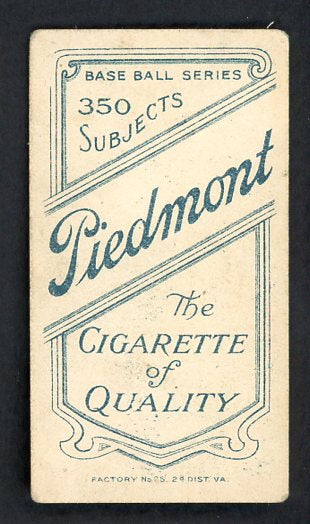 BASE BALL SERIES
350
SUBJECTS
Piedmont
The
CIGARETTE
of
QUALITY
FACTORY No 25, 2d DIST. VA.